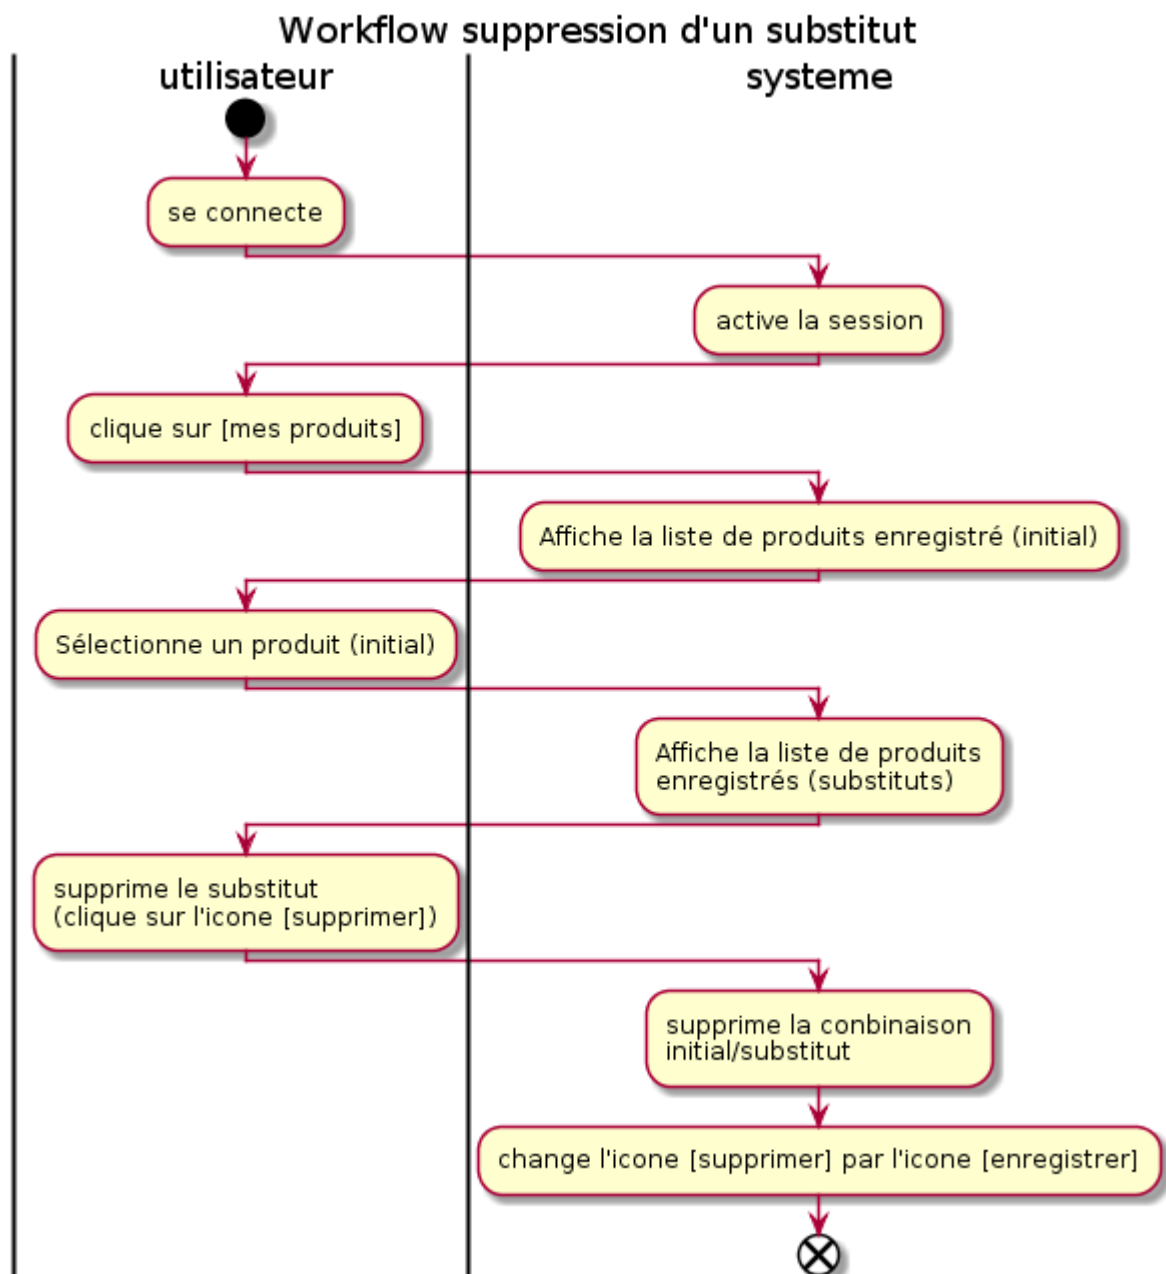 Workflow suppression d'un substitut
utilisateur
systeme
se connecte
active la session
clique sur [mes produits]
Affiche la liste de produits enregistré (initial)
Sélectionne un produit (initial)
Affiche la liste de produits
enregistrés (substituts)
supprime le substitut
(clique sur l'icone [supprimer])
supprime la conbinaison
initial/substitut
change l'icone [supprimer] par l'icone [enregistrer]